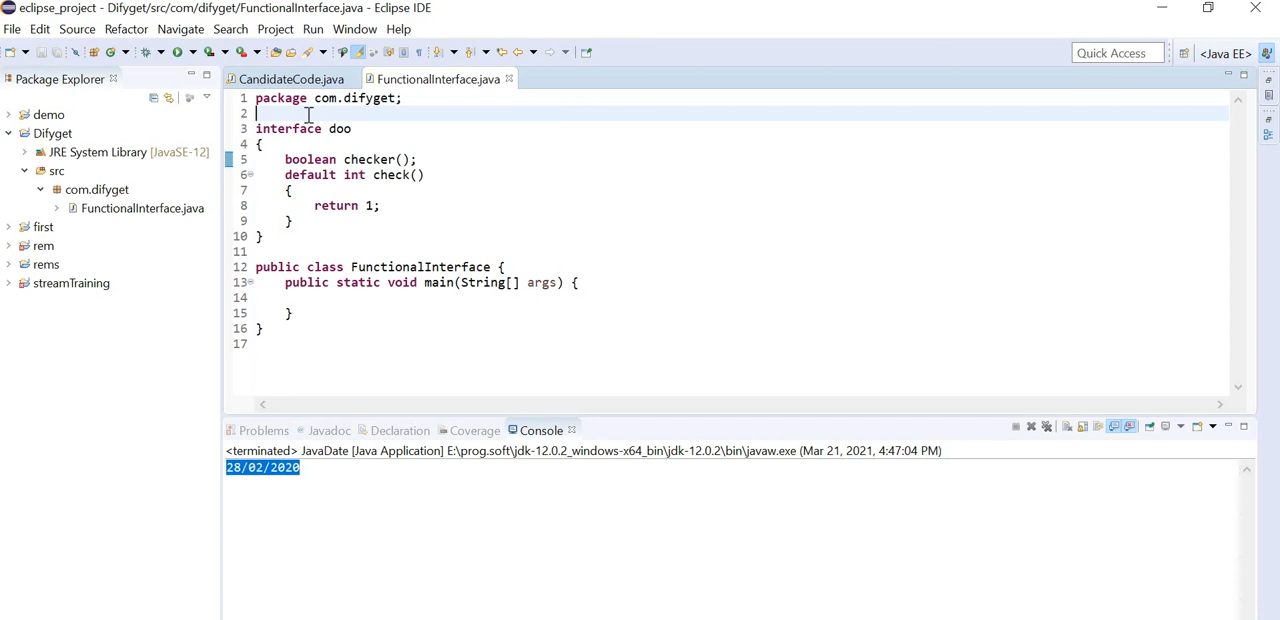 eclipse_project - Difyget/src/com/difyget/FunctionalInterface.java - Eclipse IDE
File Edit Source Refactor Navigate Search Project Run Window Help
Quick Access <Java EE>
Package Explorer
CandidateCode.java FunctionalInterface.java
demo
Difyget
JRE System Library [JavaSE-12]
src
com.difyget
FunctionalInterface.java
first
rem
rems
streamTraining
1 package com.difyget;
2
3 interface doo
4 {
5 boolean checker();
6 default int check()
7 {
8 return 1;
9 }
10 }
11
12 public class FunctionalInterface {
13 public static void main(String[] args) {
14
15 }
16 }
17
Problems Javadoc Declaration Coverage Console
<terminated> JavaDate [Java Application] E:\prog.soft\jdk-12.0.2_windows-x64_bin\jdk-12.0.2\bin\javaw.exe (Mar 21, 2021, 4:47:04 PM)
28/02/2020